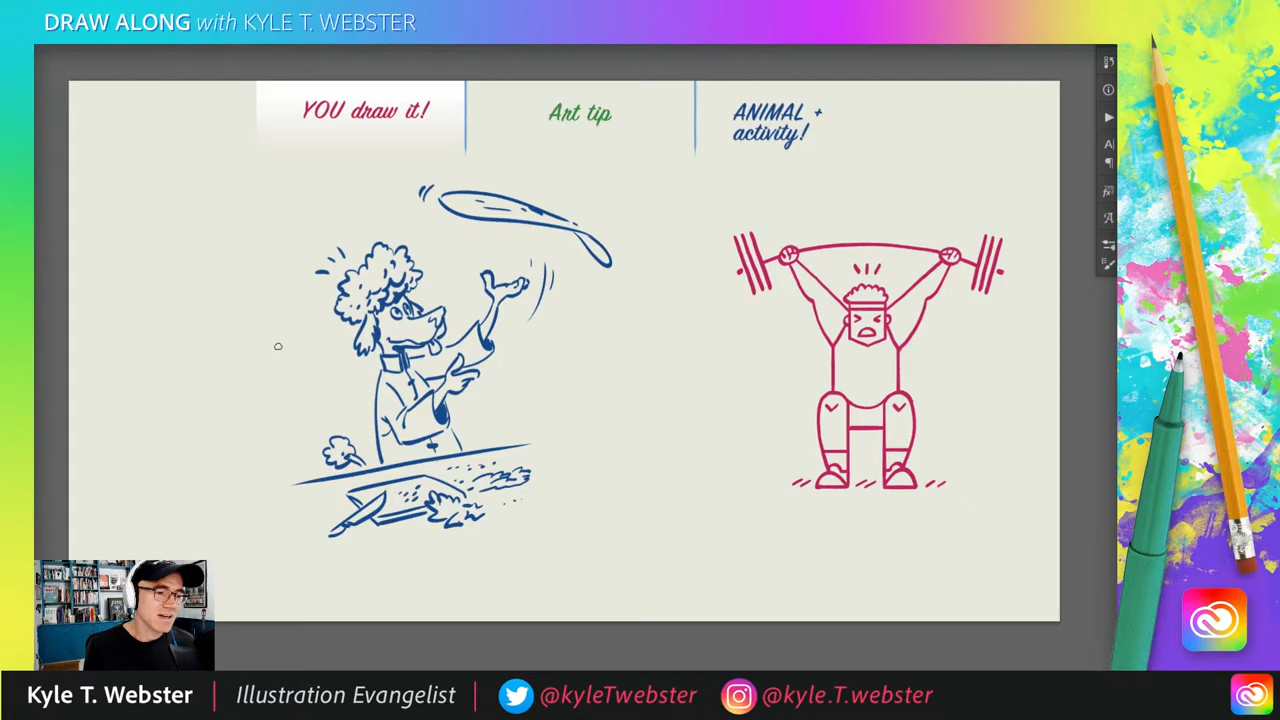 DRAW ALONG with KYLE T. WEBSTER
YOU draw it!
Art tip
ANIMAL +
activity!
Kyle T. Webster | Illustration Evangelist | @kyleTwebster @kyle.T.webster